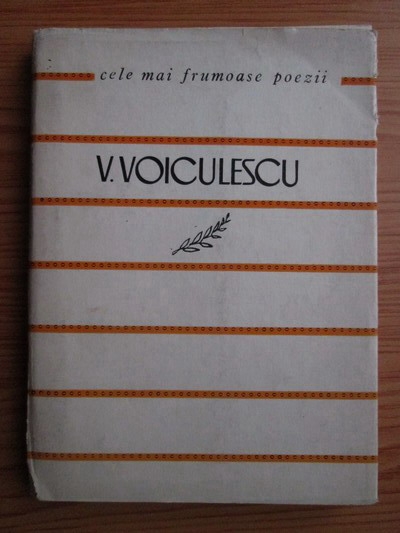 cele mai frumoase poezii
V. VOICULESCU